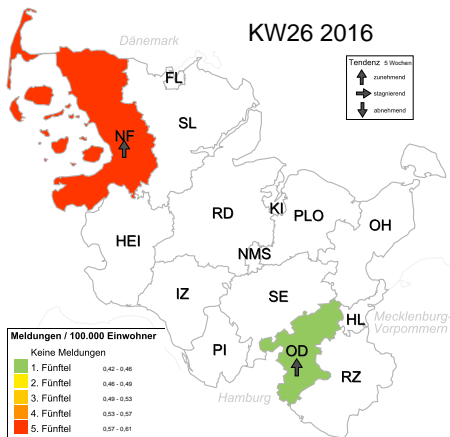 KW26 2016
Dänemark
Tendenz 5 Wochen
zunehmend
stagnierend
abnehmend
FL
SL
NF
RD
KI
PLO
OH
HEI
NMS
IZ
SE
HL
Mecklenburg-
Vorpommern
PI
OD
RZ
Hamburg
Meldungen / 100.000 Einwohner
Keine Meldungen
1. Fünftel 0,42 - 0,46
2. Fünftel 0,46 - 0,49
3. Fünftel 0,49 - 0,53
4. Fünftel 0,53 - 0,57
5. Fünftel 0,57 - 0,61